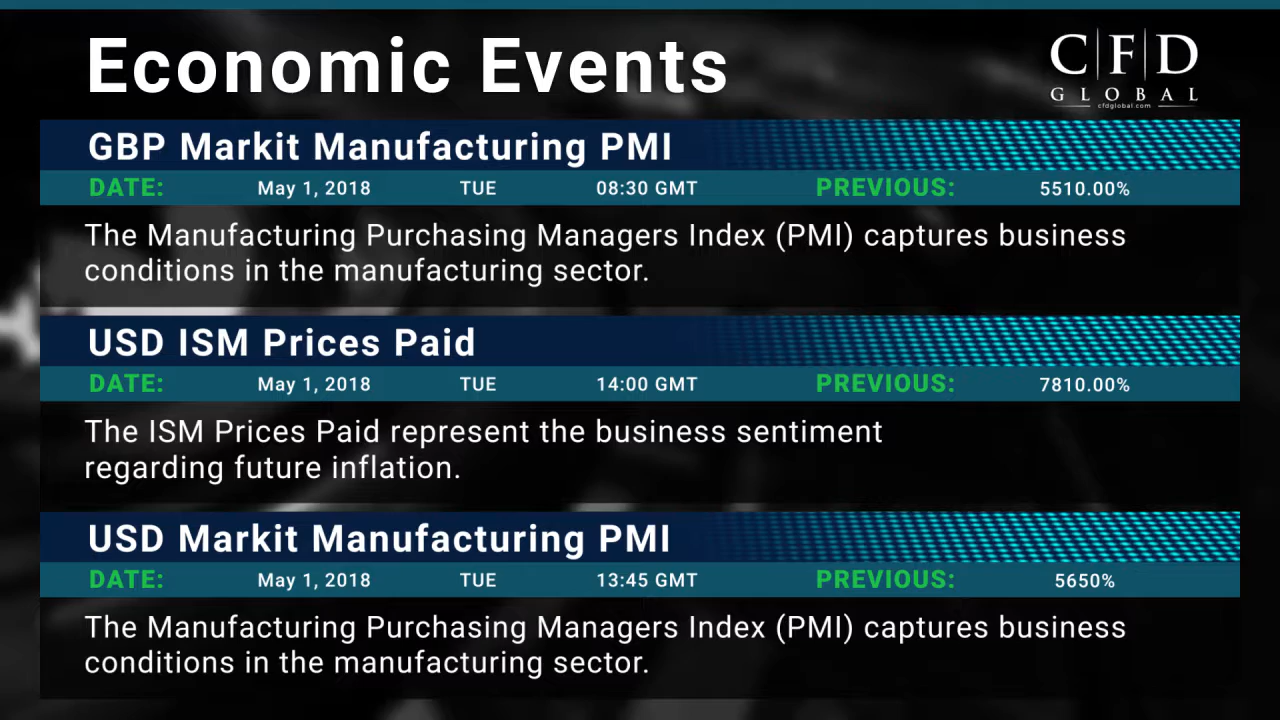 Economic Events
C|F|D
GLOBAL
cfdglobal.com
GBP Markit Manufacturing PMI
DATE: May 1, 2018 TUE 08:30 GMT PREVIOUS: 5510.00%
The Manufacturing Purchasing Managers Index (PMI) captures business
conditions in the manufacturing sector.
USD ISM Prices Paid
DATE: May 1, 2018 TUE 14:00 GMT PREVIOUS: 7810.00%
The ISM Prices Paid represent the business sentiment
regarding future inflation.
USD Markit Manufacturing PMI
DATE: May 1, 2018 TUE 13:45 GMT PREVIOUS: 5650%
The Manufacturing Purchasing Managers Index (PMI) captures business
conditions in the manufacturing sector.